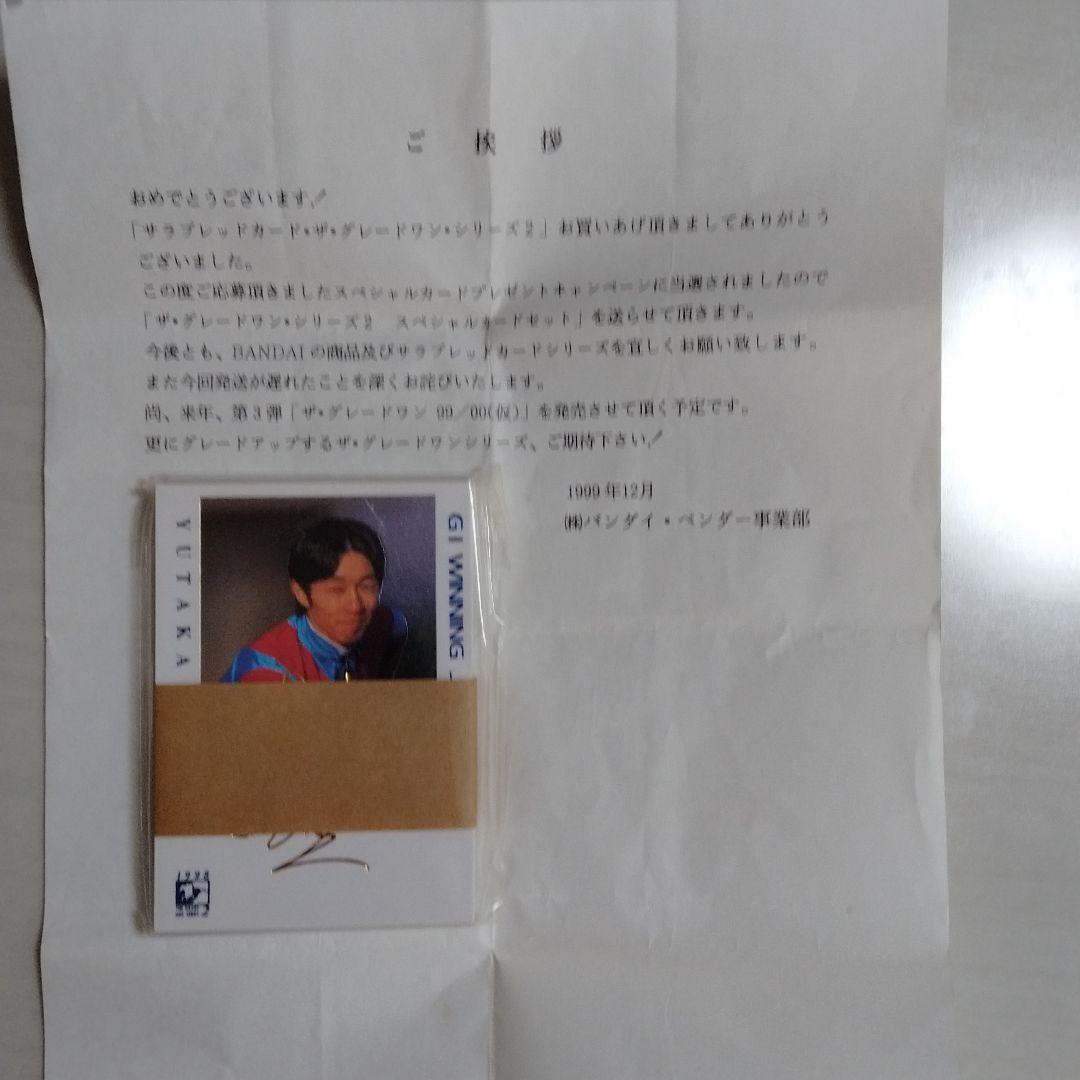 ご 挨 拶
おめでとうございます!
「サラブレッドカード・ザ・グレードワン・シリーズ2」お買いあげ頂きましてありがとう
ございました。
この度ご応募頂きましたスペシャルカードプレゼントキャンペーンに当選されましたので
「ザ・グレードワン・シリーズ2 スペシャルカードセット」を送らせて頂きます。
今後とも、BANDAIの商品及びサラブレッドカードシリーズを宜しくお願い致します。
また今回発送が遅れたことを深くお詫びいたします。
尚、来年、第3弾「ザ・グレードワン 99/00(仮)」を発売させて頂く予定です。
更にグレードアップするザ・グレードワンシリーズ、ご期待下さい!
1999年12月
㈱バンダイ・ベンダー事業部
YUTAKA
GI WINNING